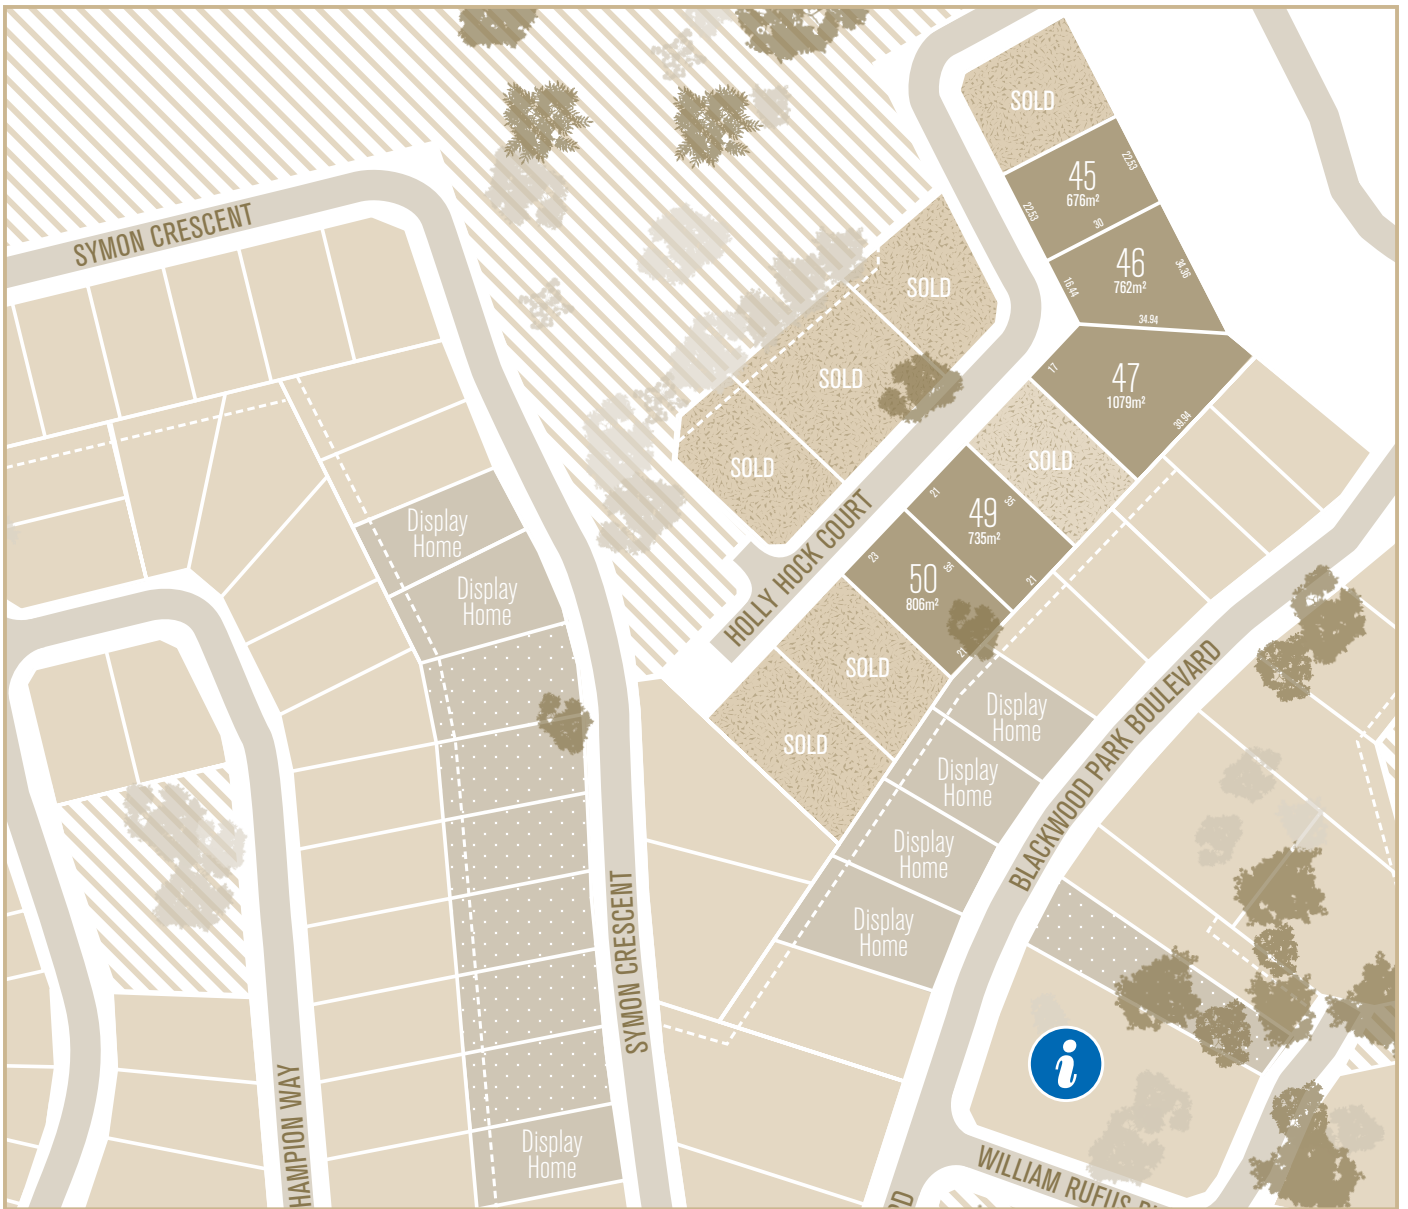 SOLD
45
676m²
22.53
22.53
30
SYMON CRESCENT
46
762m²
16.44
34.36
34.94
SOLD
SOLD
47
1079m²
17
39.94
SOLD
SOLD
SOLD
49
735m²
21
35
21
Display
Home
Display
Home
50
806m²
23
35
21
HOLLY HOCK COURT
SOLD
SOLD
Display
Home
Display
Home
Display
Home
Display
Home
BLACKWOOD PARK BOULEVARD
SYMON CRESCENT
i
HAMPION WAY
Display
Home
WILLIAM RUFUS
RD